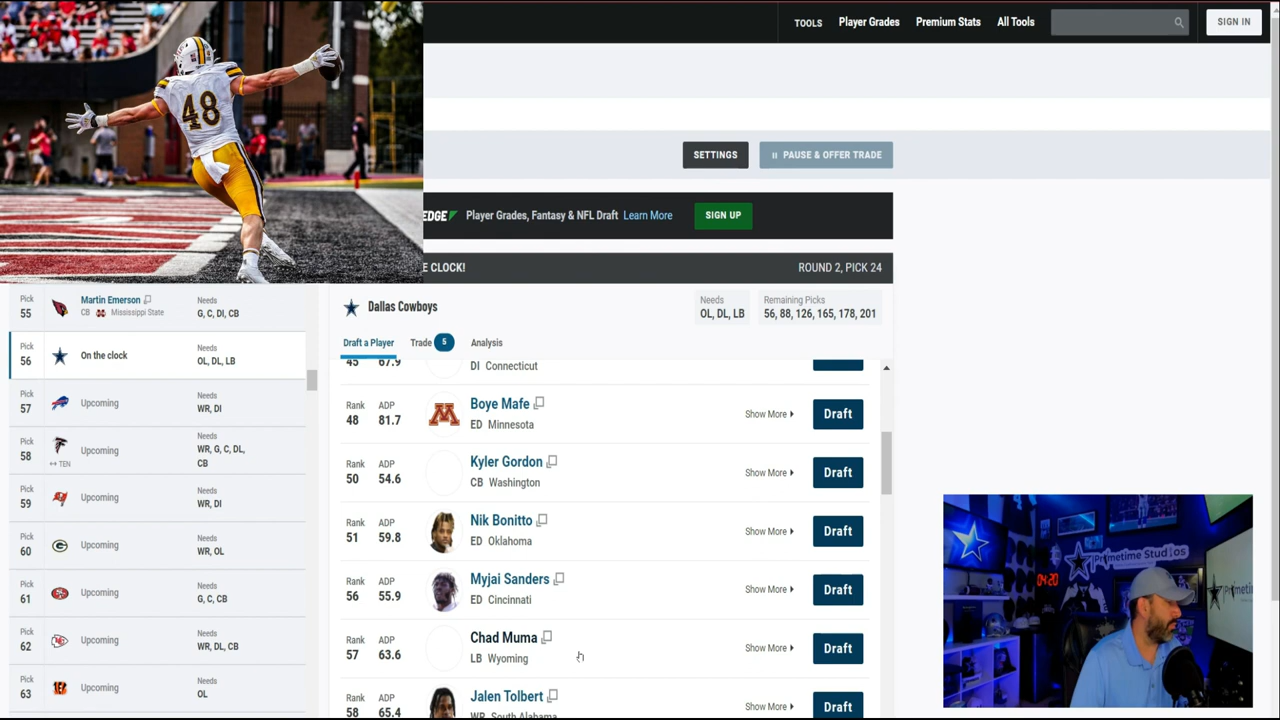 48
TOOLS Player Grades Premium Stats All Tools SIGN IN
SETTINGS PAUSE & OFFER TRADE
EDGE Player Grades, Fantasy & NFL Draft Learn More SIGN UP
E CLOCK! ROUND 2, PICK 24
Pick 55
Martin Emerson
CB Mississippi State
Needs
G, C, DI, CB
Pick 56
On the clock
Needs
OL, DL, LB
Pick 57
Upcoming
Needs
WR, DI
Pick 58
↔ TEN
Upcoming
Needs
WR, G, C, DL,
CB
Pick 59
Upcoming
Needs
WR, DI
Pick 60
Upcoming
Needs
WR, OL
Pick 61
Upcoming
Needs
G, C, CB
Pick 62
Upcoming
Needs
WR, DL, CB
Pick 63
Upcoming
Needs
OL
Dallas Cowboys
Needs
OL, DL, LB
Remaining Picks
56, 88, 126, 165, 178, 201
Draft a Player Trade 5 Analysis
45 67.9
DI Connecticut
Rank ADP
48 81.7
Boye Mafe
ED Minnesota
Show More Draft
Rank ADP
50 54.6
Kyler Gordon
CB Washington
Show More Draft
Rank ADP
51 59.8
Nik Bonitto
ED Oklahoma
Show More Draft
Rank ADP
56 55.9
Myjai Sanders
ED Cincinnati
Show More Draft
Rank ADP
57 63.6
Chad Muma
LB Wyoming
Show More Draft
Rank ADP
58 65.4
Jalen Tolbert
WR South Alabama
Show More Draft
Primetime Studios
04:20